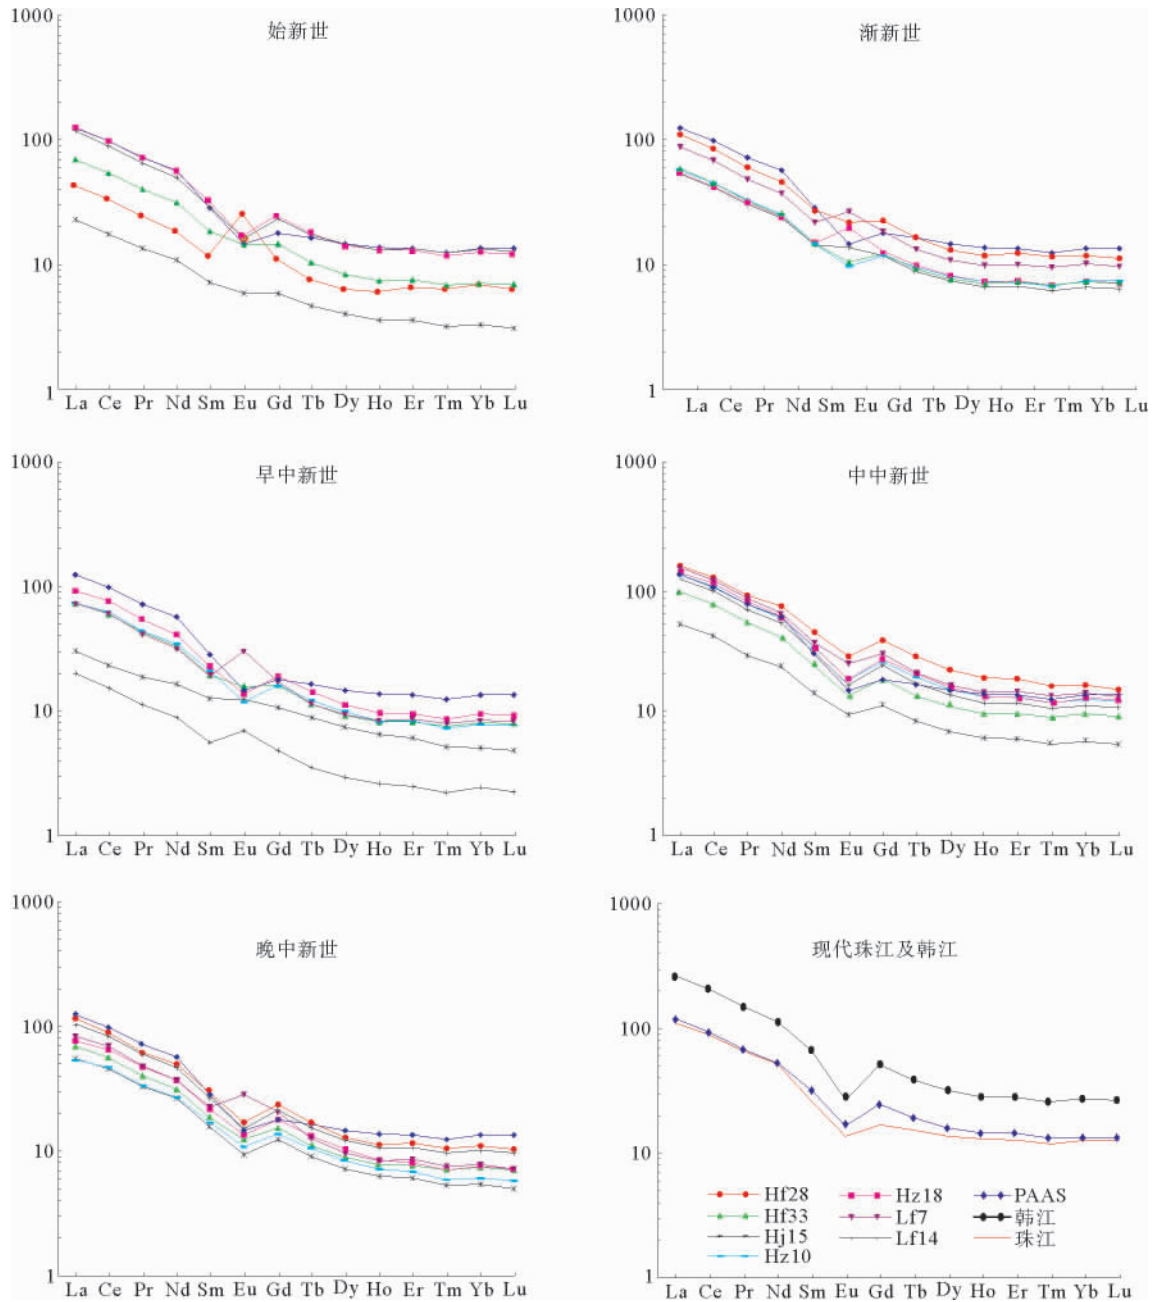 始新世
1000
100
10
1
La Ce Pr Nd Sm Eu Gd Tb Dy Ho Er Tm Yb Lu
渐新世
1000
100
10
1
La Ce Pr Nd Sm Eu Gd Tb Dy Ho Er Tm Yb Lu
早中新世
1000
100
10
1
La Ce Pr Nd Sm Eu Gd Tb Dy Ho Er Tm Yb Lu
中中新世
1000
100
10
1
La Ce Pr Nd Sm Eu Gd Tb Dy Ho Er Tm Yb Lu
晚中新世
1000
100
10
1
La Ce Pr Nd Sm Eu Gd Tb Dy Ho Er Tm Yb Lu
现代珠江及韩江
1000
100
10
1
Hf28 Hz18 PAAS
Hf33 Lf7 韩江
Hj15 Lf14 珠江
Hz10
La Ce Pr Nd Sm Eu Gd Tb Dy Ho Er Tm Yb Lu